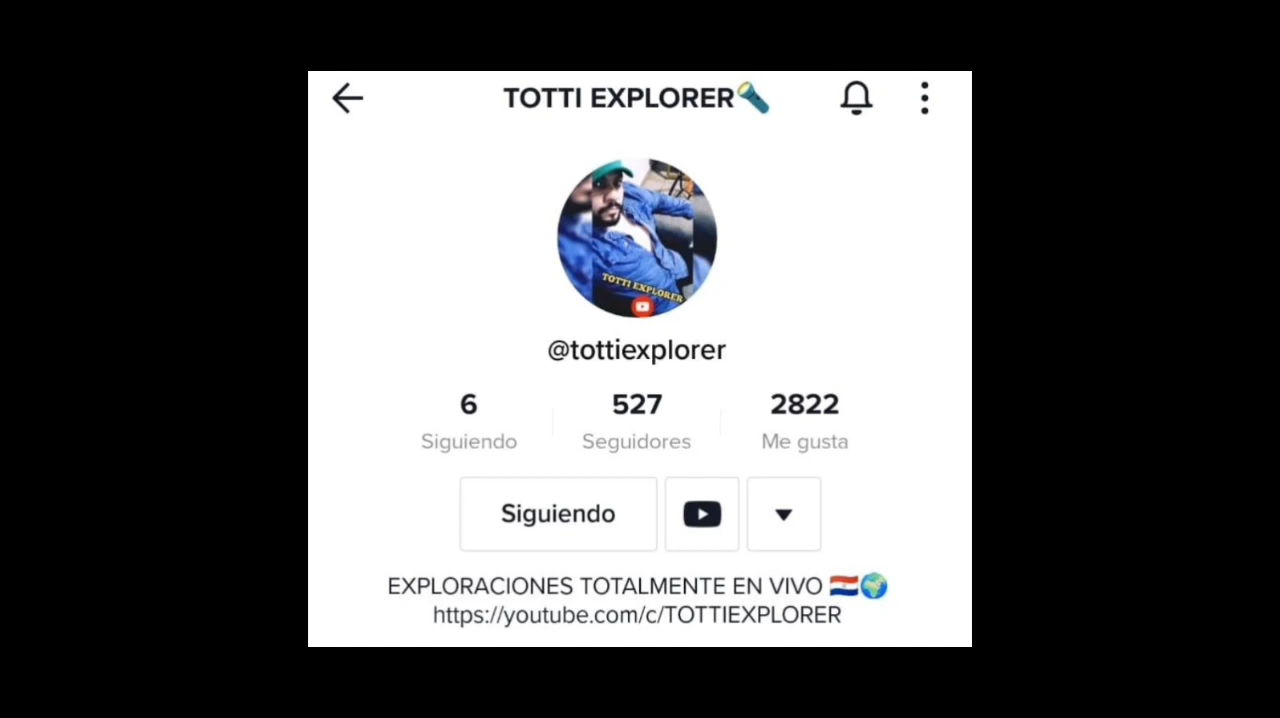 TOTTI EXPLORER🔦
TOTTI EXPLORER
@tottiexplorer
6
527
2822
Siguiendo
Seguidores
Me gusta
Siguiendo
EXPLORACIONES TOTALMENTE EN VIVO 🇵🇾🌍
https://youtube.com/c/TOTTIEXPLORER